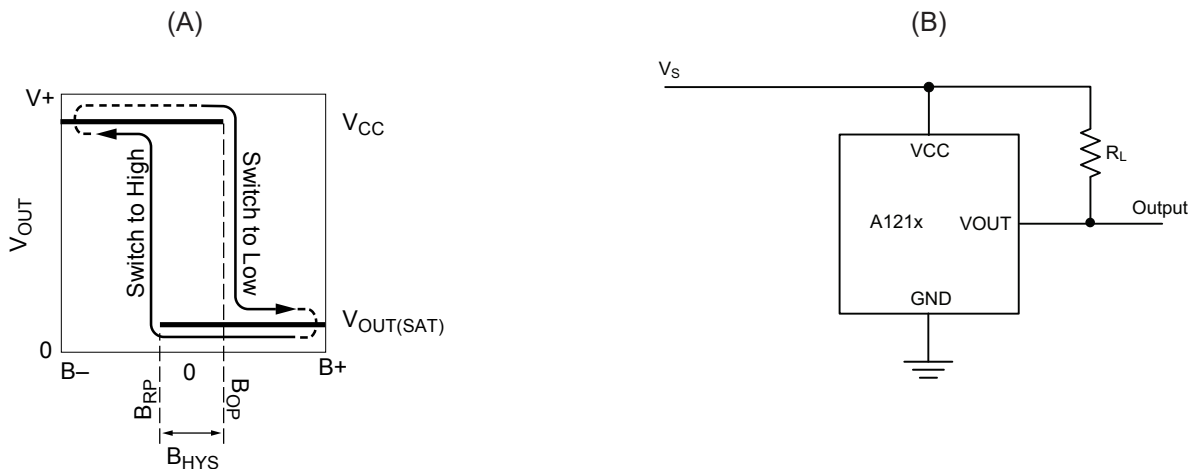 (A)
V+
VCC
Switch to High
Switch to Low
VOUT
VOUT(SAT)
0
B–
0
B+
BRP
BOP
BHYS
(B)
VS
VCC
RL
A121x
VOUT
Output
GND